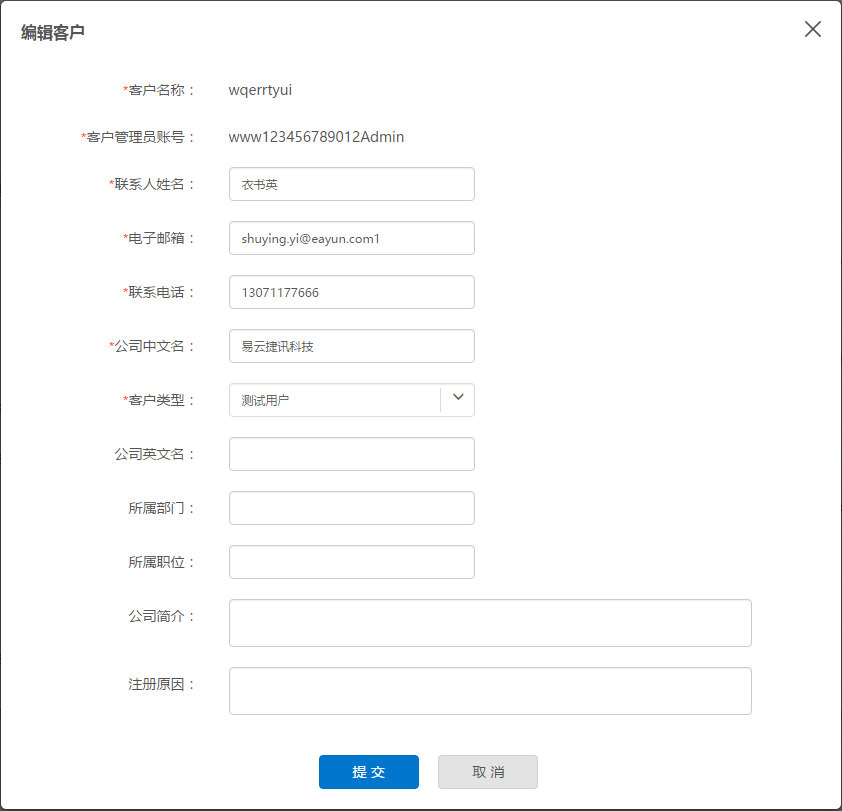 编辑客户
*客户名称： wqerrtyui
*客户管理员账号： www123456789012Admin
*联系人姓名： 衣书英
*电子邮箱： shuying.yi@eayun.com1
*联系电话： 13071177666
*公司中文名： 易云捷讯科技
*客户类型： 测试用户
公司英文名：
所属部门：
所属职位：
公司简介：
注册原因：
提 交 取 消